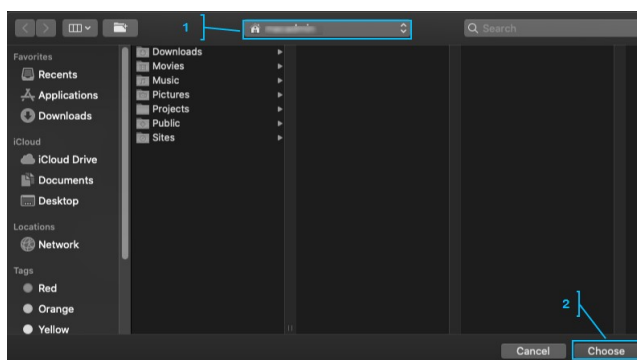 1
Search
Favorites
Recents
Applications
Downloads
iCloud
iCloud Drive
Documents
Desktop
Locations
Network
Tags
Red
Orange
Yellow
Downloads
Movies
Music
Pictures
Projects
Public
Sites
2
Cancel
Choose